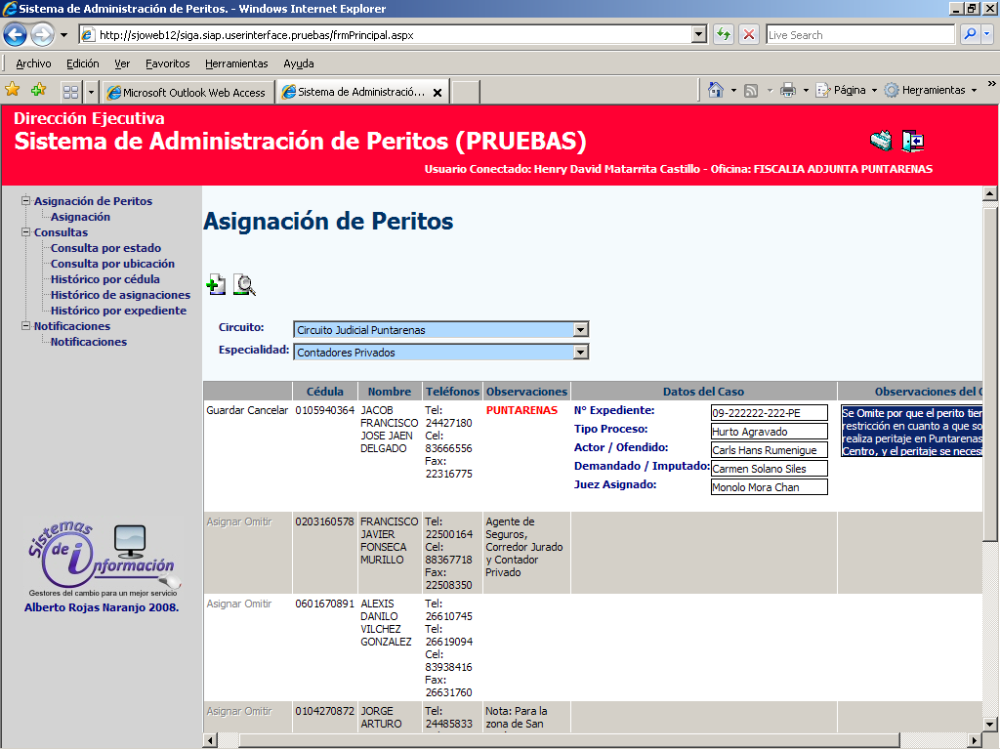 Sistema de Administración de Peritos. - Windows Internet Explorer
http://sjoweb12/siga.siap.userinterface.pruebas/frmPrincipal.aspx
Live Search
Archivo Edición Ver Favoritos Herramientas Ayuda
Microsoft Outlook Web Access
Sistema de Administració...
Página
Herramientas
Dirección Ejecutiva
Sistema de Administración de Peritos (PRUEBAS)
Usuario Conectado: Henry David Matarrita Castillo - Oficina: FISCALIA ADJUNTA PUNTARENAS
Asignación de Peritos
Asignación
Consultas
Consulta por estado
Consulta por ubicación
Histórico por cédula
Histórico de asignaciones
Histórico por expediente
Notificaciones
Notificaciones
Sistemas
de
información
Gestores del cambio para un mejor servicio
Alberto Rojas Naranjo 2008.
Asignación de Peritos
Circuito: Circuito Judicial Puntarenas
Especialidad: Contadores Privados
Cédula Nombre Teléfonos Observaciones Datos del Caso Observaciones del C
Guardar Cancelar
0105940364
JACOB
FRANCISCO
JOSE JAEN
DELGADO
Tel:
24427180
Cel:
83666556
Fax:
22316775
PUNTARENAS
N° Expediente: 09-222222-222-PE
Tipo Proceso: Hurto Agravado
Actor / Ofendido: Carls Hans Rumenigue
Demandado / Imputado: Carmen Solano Siles
Juez Asignado: Monolo Mora Chan
Se Omite por que el perito tien
restricción en cuanto a que so
realiza peritaje en Puntarenas
Centro, y el peritaje se necesi
Asignar Omitir
0203160578
FRANCISCO
JAVIER
FONSECA
MURILLO
Tel:
22500164
Cel:
88367718
Fax:
22508350
Agente de
Seguros,
Corredor Jurado
y Contador
Privado
Asignar Omitir
0601670891
ALEXIS
DANILO
VILCHEZ
GONZALEZ
Tel:
26610745
Tel:
26619094
Cel:
83938416
Fax:
26631760
Asignar Omitir
0104270872
JORGE
ARTURO
Tel:
24485833
Nota: Para la
zona de San